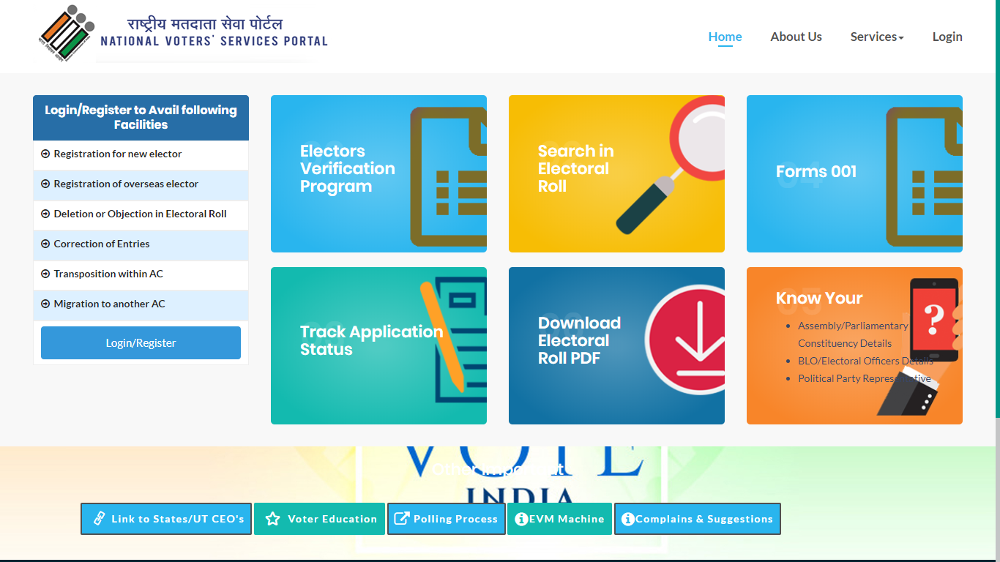 राष्ट्रीय मतदाता सेवा पोर्टल
NATIONAL VOTERS' SERVICES PORTAL
Home
About Us
Services
Login
Login/Register to Avail following
Facilities
Registration for new elector
Registration of overseas elector
Deletion or Objection in Electoral Roll
Correction of Entries
Transposition within AC
Migration to another AC
Login/Register
Electors
Verification
Program
Search in
Electoral
Roll
Forms 001
04
Track Application
Status
Download
Electoral
Roll PDF
05
Know Your
Assembly/Parliamentary
Constituency Details
BLO/Electoral Officers Details
Political Party Representative
?
VOTE
INDIA
Other Important
Link to States/UT CEO's
Voter Education
Polling Process
EVM Machine
Complains & Suggestions